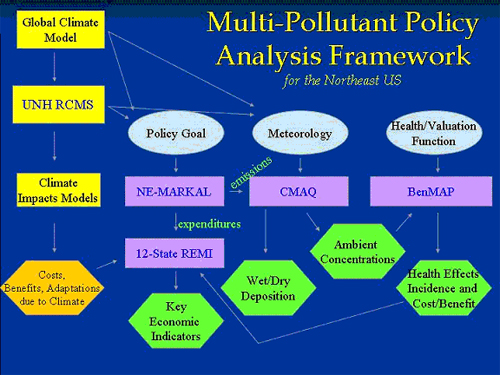 Multi-Pollutant Policy
Analysis Framework
for the Northeast US
Global Climate
Model
UNH RCMS
Policy Goal
Meteorology
Health/Valuation
Function
Climate
Impacts Models
NE-MARKAL
emissions
CMAQ
BenMAP
expenditures
12-State REMI
Ambient
Concentrations
Costs,
Benefits, Adaptations
due to Climate
Wet/Dry
Deposition
Health Effects
Incidence and
Cost/Benefit
Key
Economic
Indicators